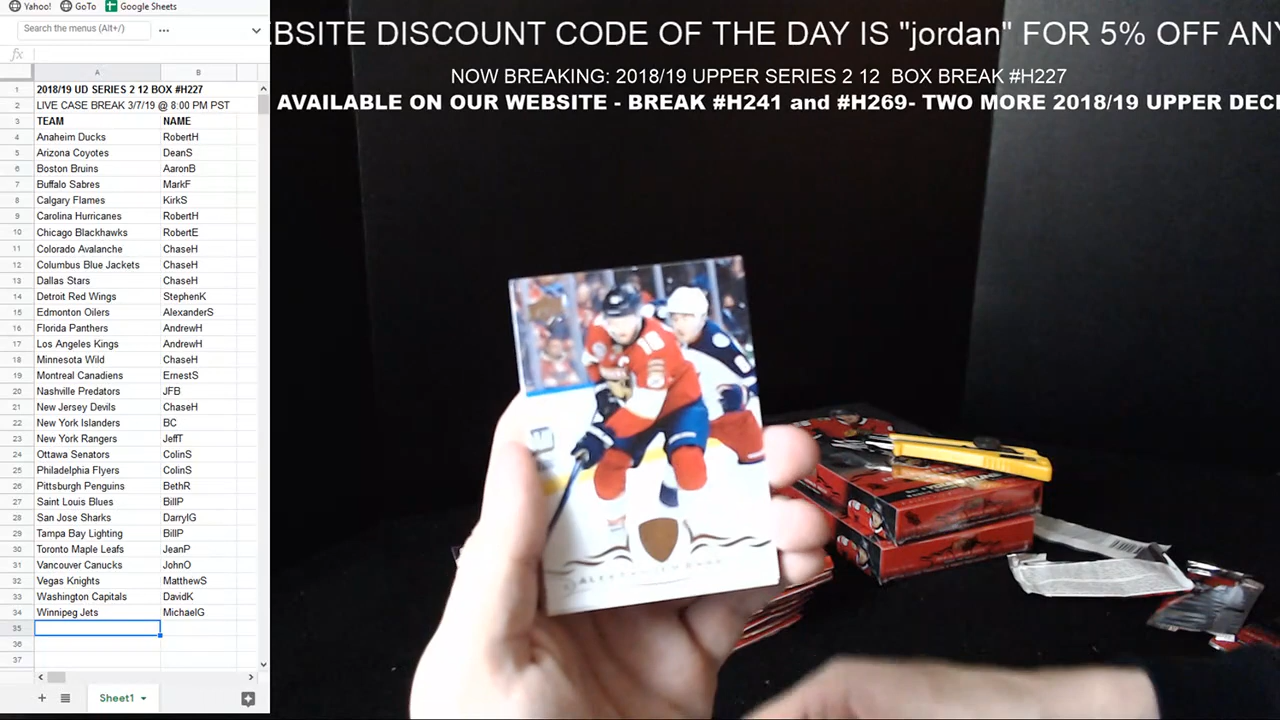 Yahoo! GoTo Google Sheets
Search the menus (Alt+/)
fx
A B
1 2018/19 UD SERIES 2 12 BOX #H227
2 LIVE CASE BREAK 3/7/19 @ 8:00 PM PST
3 TEAM NAME
4 Anaheim Ducks RobertH
5 Arizona Coyotes DeanS
6 Boston Bruins AaronB
7 Buffalo Sabres MarkF
8 Calgary Flames KirkS
9 Carolina Hurricanes RobertH
10 Chicago Blackhawks RobertE
11 Colorado Avalanche ChaseH
12 Columbus Blue Jackets ChaseH
13 Dallas Stars ChaseH
14 Detroit Red Wings StephenK
15 Edmonton Oilers AlexanderS
16 Florida Panthers AndrewH
17 Los Angeles Kings AndrewH
18 Minnesota Wild ChaseH
19 Montreal Canadiens ErnestS
20 Nashville Predators JFB
21 New Jersey Devils ChaseH
22 New York Islanders BC
23 New York Rangers JeffT
24 Ottawa Senators ColinS
25 Philadelphia Flyers ColinS
26 Pittsburgh Penguins BethR
27 Saint Louis Blues BillP
28 San Jose Sharks DarrylG
29 Tampa Bay Lighting BillP
30 Toronto Maple Leafs JeanP
31 Vancouver Canucks JohnO
32 Vegas Knights MatthewS
33 Washington Capitals DavidK
34 Winnipeg Jets MichaelG
35
36
37
Sheet1
EBSITE DISCOUNT CODE OF THE DAY IS "jordan" FOR 5% OFF ANY
NOW BREAKING: 2018/19 UPPER SERIES 2 12 BOX BREAK #H227
AVAILABLE ON OUR WEBSITE - BREAK #H241 and #H269- TWO MORE 2018/19 UPPER DECK